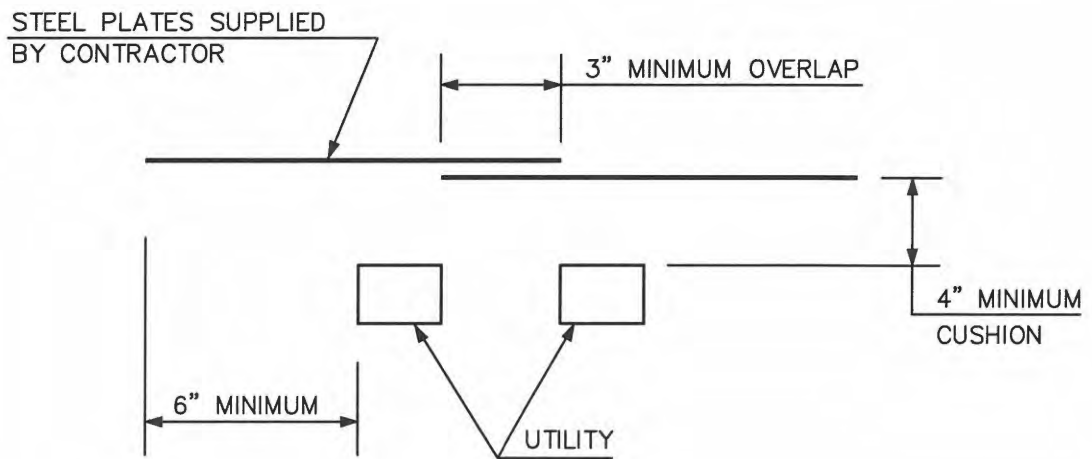 STEEL PLATES SUPPLIED
BY CONTRACTOR
3" MINIMUM OVERLAP
4" MINIMUM
CUSHION
6" MINIMUM
UTILITY